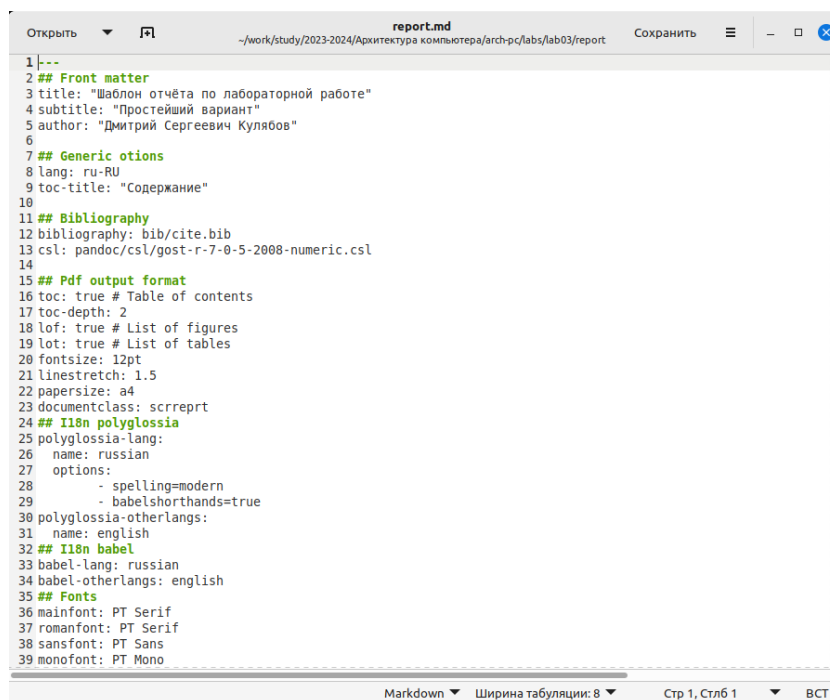 Открыть
report.md
~/work/study/2023-2024/Архитектура компьютера/arch-pc/labs/lab03/report
Сохранить
1 ---
2 ## Front matter
3 title: "Шаблон отчёта по лабораторной работе"
4 subtitle: "Простейший вариант"
5 author: "Дмитрий Сергеевич Кулябов"
6
7 ## Generic otions
8 lang: ru-RU
9 toc-title: "Содержание"
10
11 ## Bibliography
12 bibliography: bib/cite.bib
13 csl: pandoc/csl/gost-r-7-0-5-2008-numeric.csl
14
15 ## Pdf output format
16 toc: true # Table of contents
17 toc-depth: 2
18 lof: true # List of figures
19 lot: true # List of tables
20 fontsize: 12pt
21 linestretch: 1.5
22 papersize: a4
23 documentclass: scrreprt
24 ## I18n polyglossia
25 polyglossia-lang:
26   name: russian
27   options:
28         - spelling=modern
29         - babelshorthands=true
30 polyglossia-otherlangs:
31   name: english
32 ## I18n babel
33 babel-lang: russian
34 babel-otherlangs: english
35 ## Fonts
36 mainfont: PT Serif
37 romanfont: PT Serif
38 sansfont: PT Sans
39 monofont: PT Mono
Markdown Ширина табуляции: 8 Стр 1, Стлб 1 ВСТ